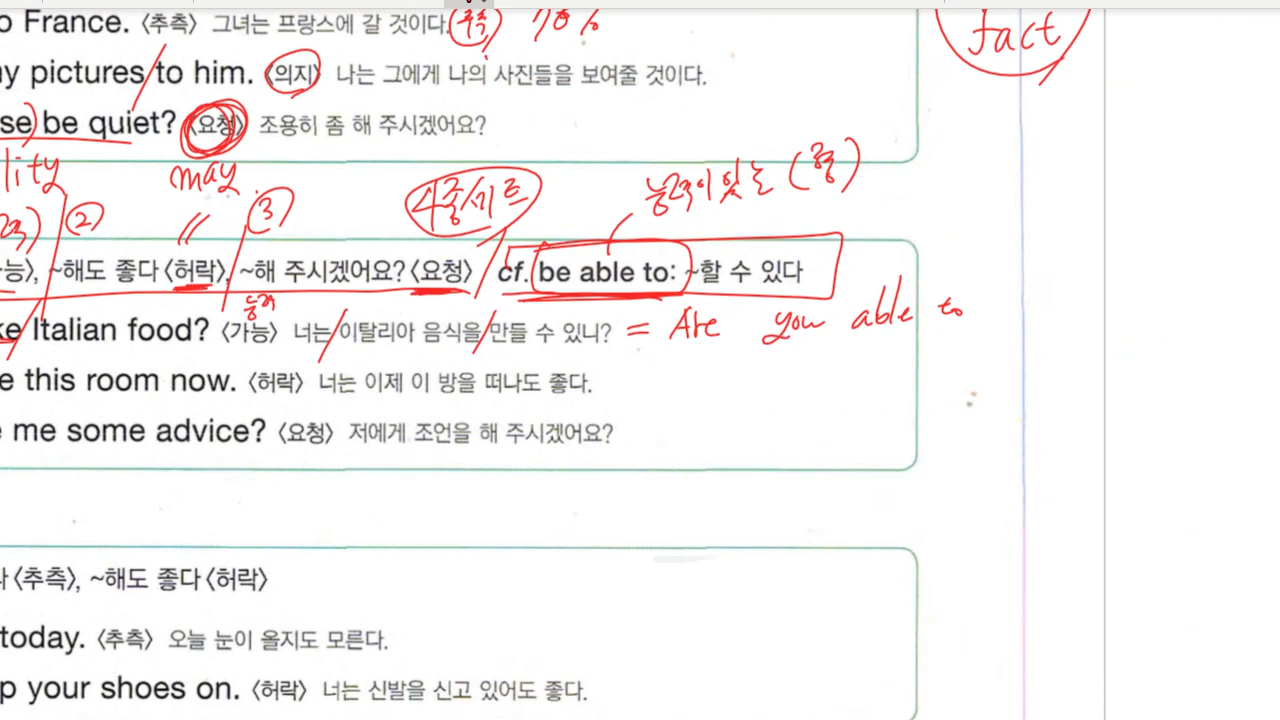 o France. 〈추측〉 그녀는 프랑스에 갈 것이다. 추측
fact
ny pictures to him. 〈의지〉 나는 그에게 나의 사진들을 보여줄 것이다.
se) be quiet? 〈요청〉 조용히 좀 해 주시겠어요?
lity may
② 〃 ③ 4종세트 능력이 있는 (형)
능〉, ~해도 좋다〈허락〉, ~해 주시겠어요?〈요청〉 cf. be able to: ~할 수 있다
능력
ke Italian food? 〈가능〉 너는 이탈리아 음식을 만들 수 있니? = Are you able to
e this room now. 〈허락〉 너는 이제 이 방을 떠나도 좋다.
e me some advice? 〈요청〉 저에게 조언을 해 주시겠어요?
다〈추측〉, ~해도 좋다〈허락〉
today. 〈추측〉 오늘 눈이 올지도 모른다.
p your shoes on. 〈허락〉 너는 신발을 신고 있어도 좋다.